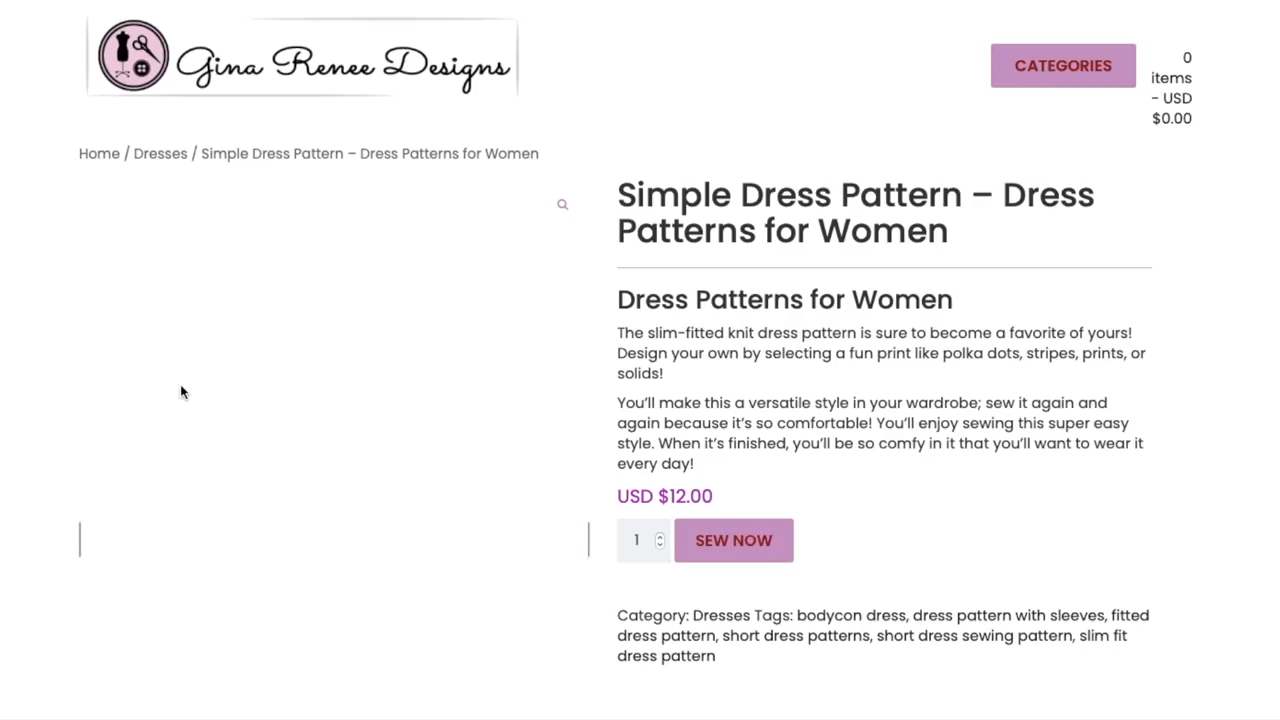 Gina Renee Designs
CATEGORIES
0
items
- USD
$0.00
Home / Dresses / Simple Dress Pattern – Dress Patterns for Women
Simple Dress Pattern – Dress
Patterns for Women
Dress Patterns for Women
The slim-fitted knit dress pattern is sure to become a favorite of yours!
Design your own by selecting a fun print like polka dots, stripes, prints, or
solids!
You’ll make this a versatile style in your wardrobe; sew it again and
again because it’s so comfortable! You’ll enjoy sewing this super easy
style. When it’s finished, you’ll be so comfy in it that you’ll want to wear it
every day!
USD $12.00
1
SEW NOW
Category: Dresses Tags: bodycon dress, dress pattern with sleeves, fitted
dress pattern, short dress patterns, short dress sewing pattern, slim fit
dress pattern